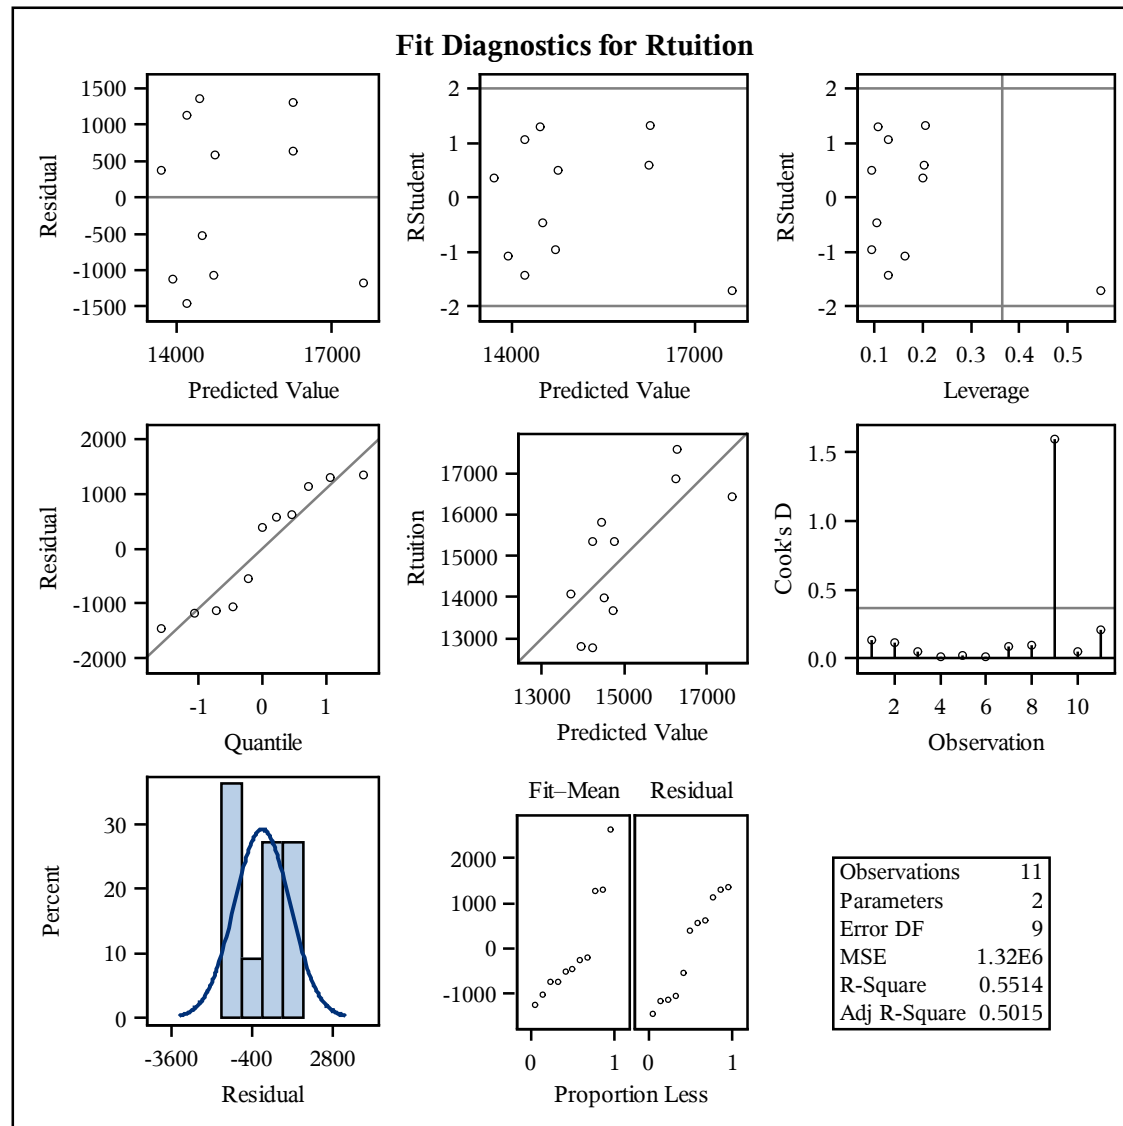 Fit Diagnostics for Rtuition
1500
1000
500
0
-500
-1000
-1500
Residual
14000 17000
Predicted Value
2
1
0
-1
-2
RStudent
14000 17000
Predicted Value
2
1
0
-1
-2
RStudent
0.1 0.2 0.3 0.4 0.5
Leverage
2000
1000
0
-1000
-2000
Residual
-1 0 1
Quantile
17000
16000
15000
14000
13000
Rtuition
13000 15000 17000
Predicted Value
1.5
1.0
0.5
0.0
Cook's D
2 4 6 8 10
Observation
30
20
10
0
Percent
-3600 -400 2800
Residual
Fit–Mean Residual
2000
1000
0
-1000
0 1 0 1
Proportion Less
Observations 11
Parameters 2
Error DF 9
MSE 1.32E6
R-Square 0.5514
Adj R-Square 0.5015